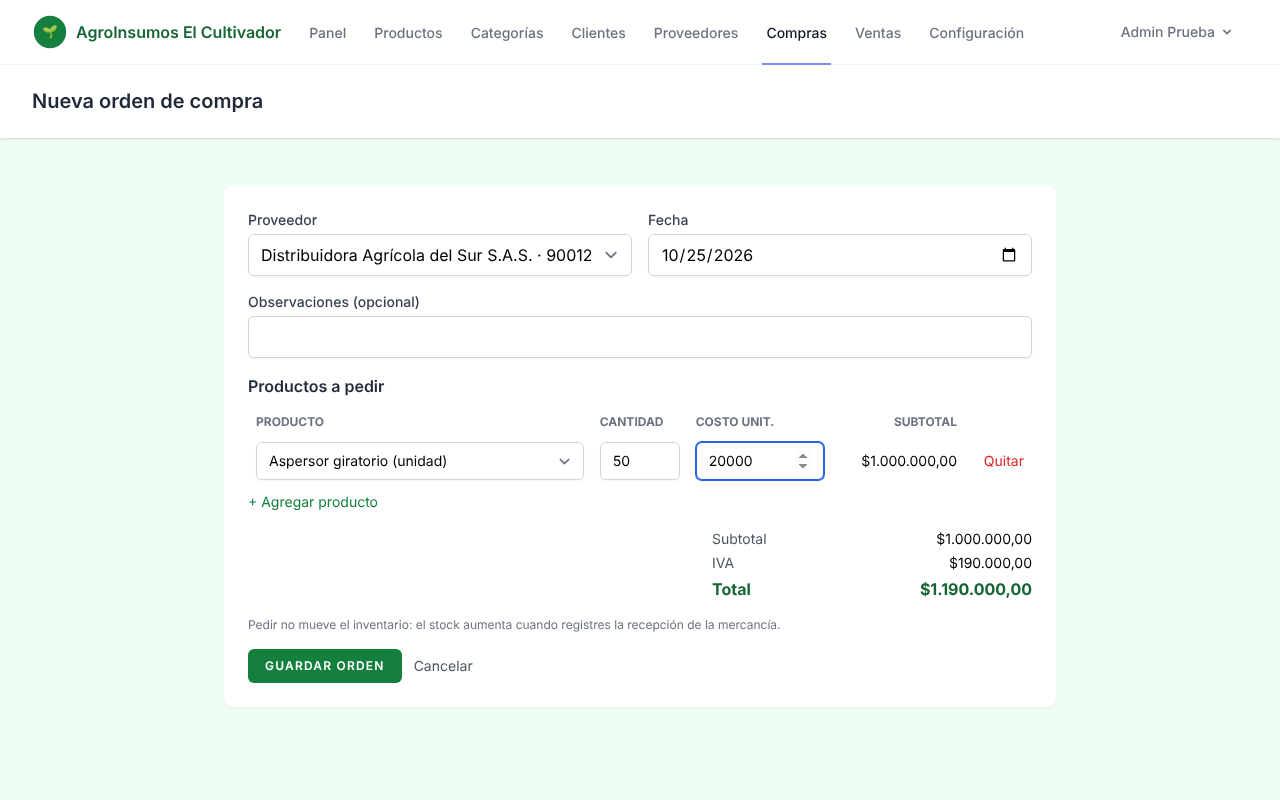 AgroInsumos El Cultivador Panel Productos Categorías Clientes Proveedores Compras Ventas Configuración Admin Prueba
Nueva orden de compra
Proveedor Fecha
Distribuidora Agrícola del Sur S.A.S. · 90012 10/25/2026
Observaciones (opcional)
Productos a pedir
PRODUCTO CANTIDAD COSTO UNIT. SUBTOTAL
Aspersor giratorio (unidad) 50 20000 $1.000.000,00 Quitar
+ Agregar producto
Subtotal $1.000.000,00
IVA $190.000,00
Total $1.190.000,00
Pedir no mueve el inventario: el stock aumenta cuando registres la recepción de la mercancía.
GUARDAR ORDEN Cancelar